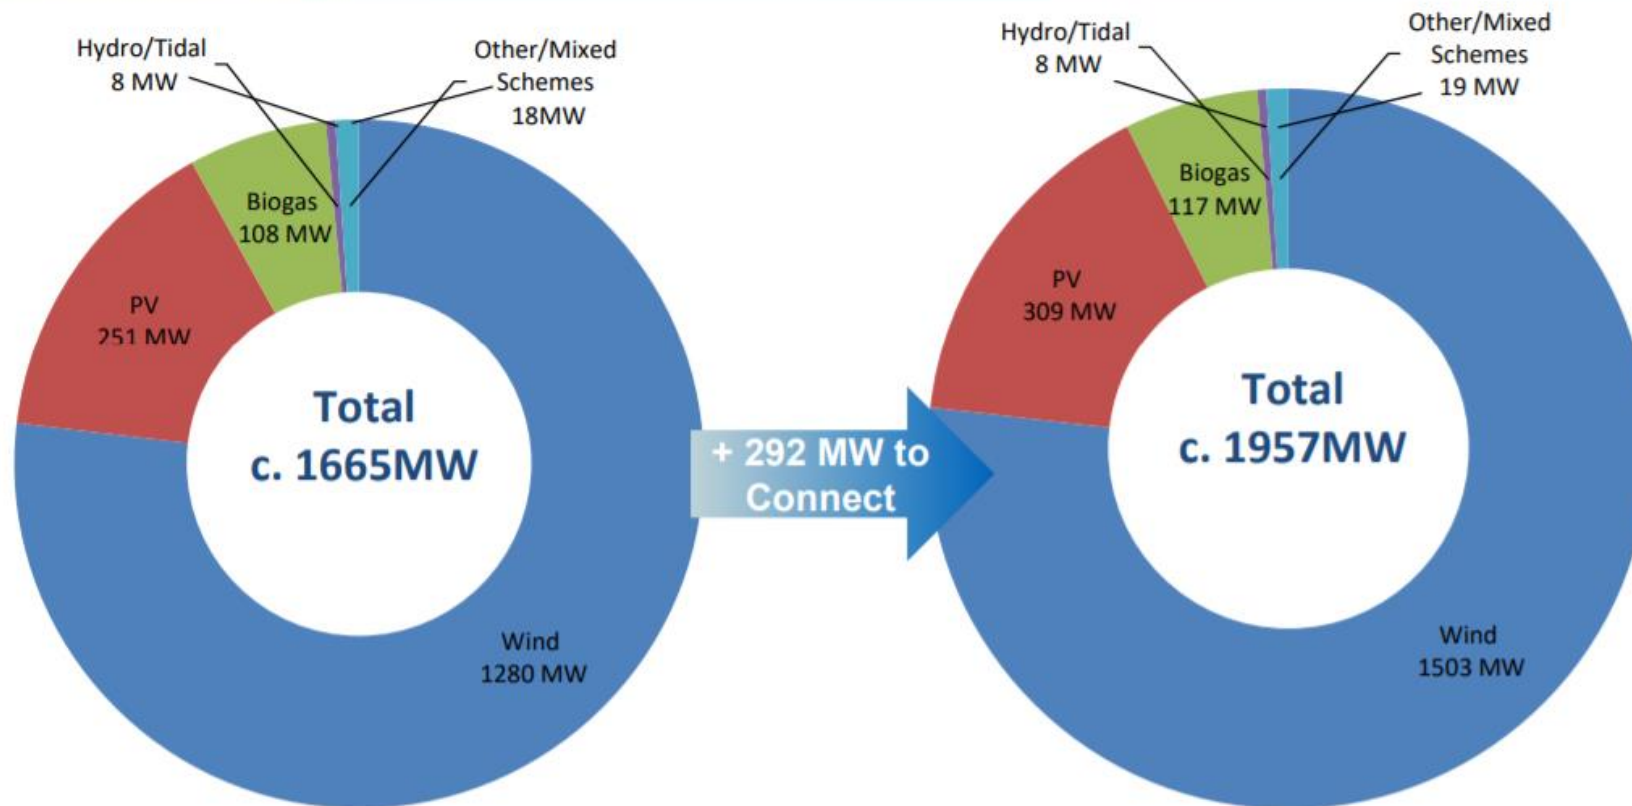 Hydro/Tidal
8 MW
Other/Mixed
Schemes
18MW
Biogas
108 MW
PV
251 MW
Total
c. 1665MW
Wind
1280 MW
+ 292 MW to
Connect
Hydro/Tidal
8 MW
Other/Mixed
Schemes
19 MW
Biogas
117 MW
PV
309 MW
Total
c. 1957MW
Wind
1503 MW